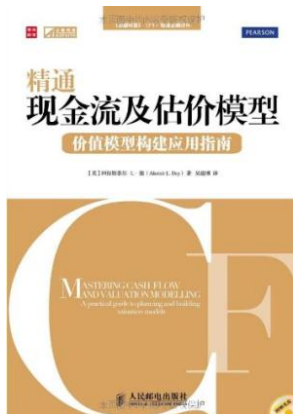 PEARSON
精通
现金流及估价模型
价值模型构建应用指南
CF
MASTERING CASH FLOW
AND VALUATION MODELLING
A practical guide to planning and building
valuation models
人民邮电出版社